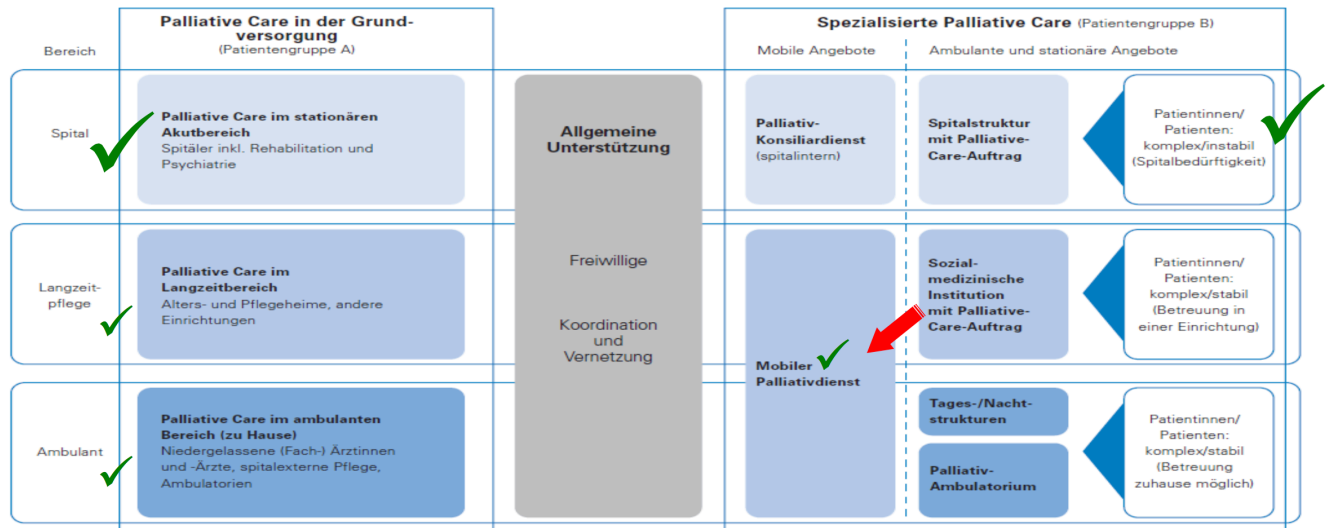 Palliative Care in der Grund-
versorgung
(Patientengruppe A)
Spezialisierte Palliative Care (Patientengruppe B)
Bereich
Mobile Angebote
Ambulante und stationäre Angebote
Spital
Palliative Care im stationären
Akutbereich
Spitäler inkl. Rehabilitation und
Psychiatrie
Allgemeine
Unterstützung
Freiwillige
Koordination
und
Vernetzung
Palliativ-
Konsiliardienst
(spitalintern)
Spitalstruktur
mit Palliative-
Care-Auftrag
Patientinnen/
Patienten:
komplex/instabil
(Spitalbedürftigkeit)
Langzeit-
pflege
Palliative Care im
Langzeitbereich
Alters- und Pflegeheime, andere
Einrichtungen
Mobiler
Palliativdienst
Sozial-
medizinische
Institution
mit Palliative-
Care-Auftrag
Patientinnen/
Patienten:
komplex/stabil
(Betreuung in
einer Einrichtung)
Ambulant
Palliative Care im ambulanten
Bereich (zu Hause)
Niedergelassene (Fach-) Ärztinnen
und -Ärzte, spitalexterne Pflege,
Ambulatorien
Tages-/Nacht-
strukturen
Palliativ-
Ambulatorium
Patientinnen/
Patienten:
komplex/stabil
(Betreuung
zuhause möglich)